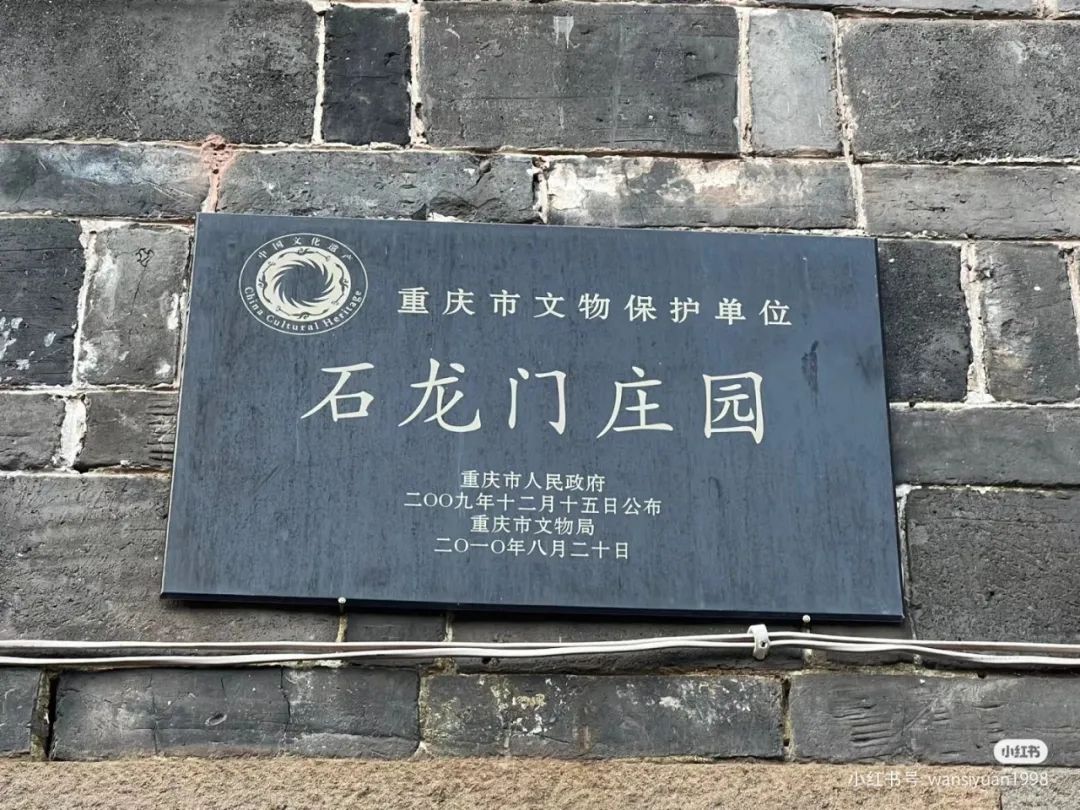 中国文化遗产
China Cultural Heritage
重庆市文物保护单位
石龙门庄园
重庆市人民政府
二〇〇九年十二月十五日公布
重庆市文物局
二〇一〇年八月二十日
小红书
小红书号:wansiyuan1998